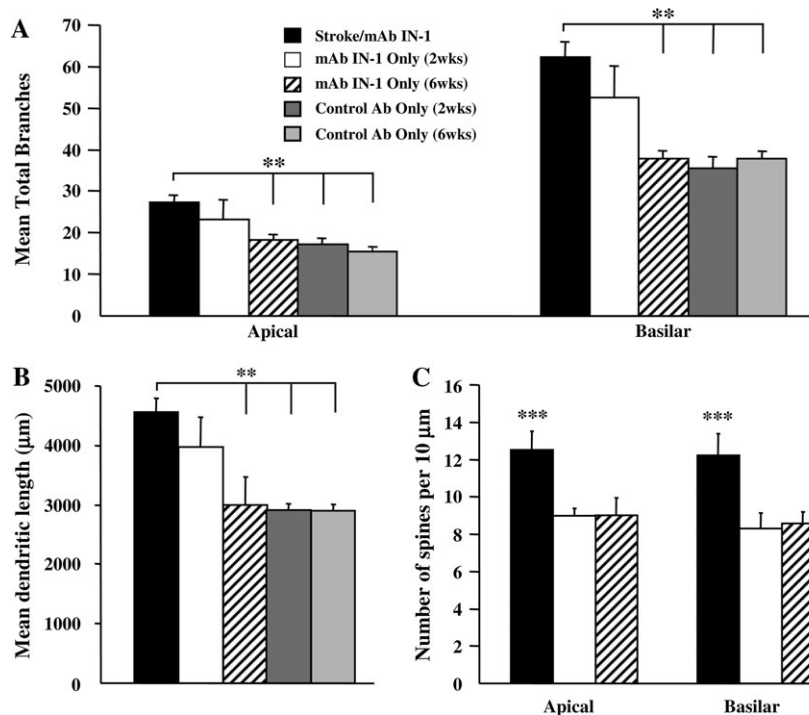 A
Mean Total Branches
70
60
50
40
30
20
10
0
**
**
Stroke/mAb IN-1
mAb IN-1 Only (2wks)
mAb IN-1 Only (6wks)
Control Ab Only (2wks)
Control Ab Only (6wks)
Apical
Basilar
B
Mean dendritic length (µm)
5000
4000
3000
2000
1000
0
**
C
Number of spines per 10 µm
16
14
12
10
8
6
4
2
0
***
***
Apical
Basilar